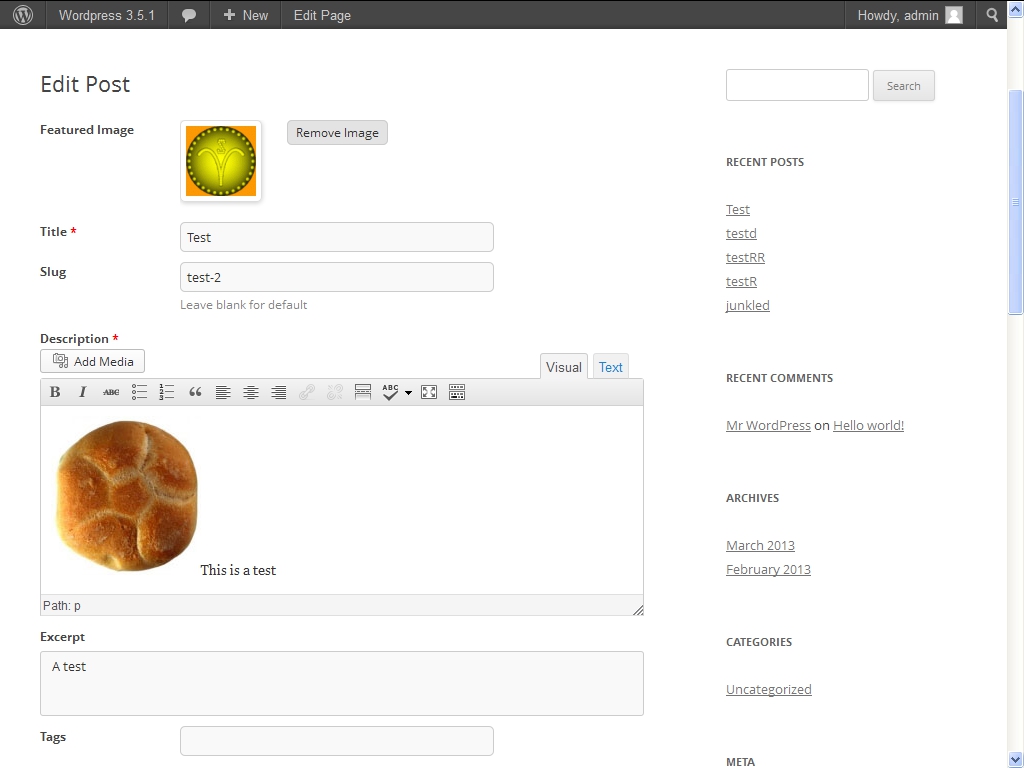 Wordpress 3.5.1 New Edit Page Howdy, admin
Edit Post
Search
Featured Image
Remove Image
Title *
Test
Slug
test-2
Leave blank for default
Description *
Add Media
Visual Text
B I ABC ABC
This is a test
Path: p
Excerpt
A test
Tags
RECENT POSTS
Test
testd
testRR
testR
junkled
RECENT COMMENTS
Mr WordPress on Hello world!
ARCHIVES
March 2013
February 2013
CATEGORIES
Uncategorized
META